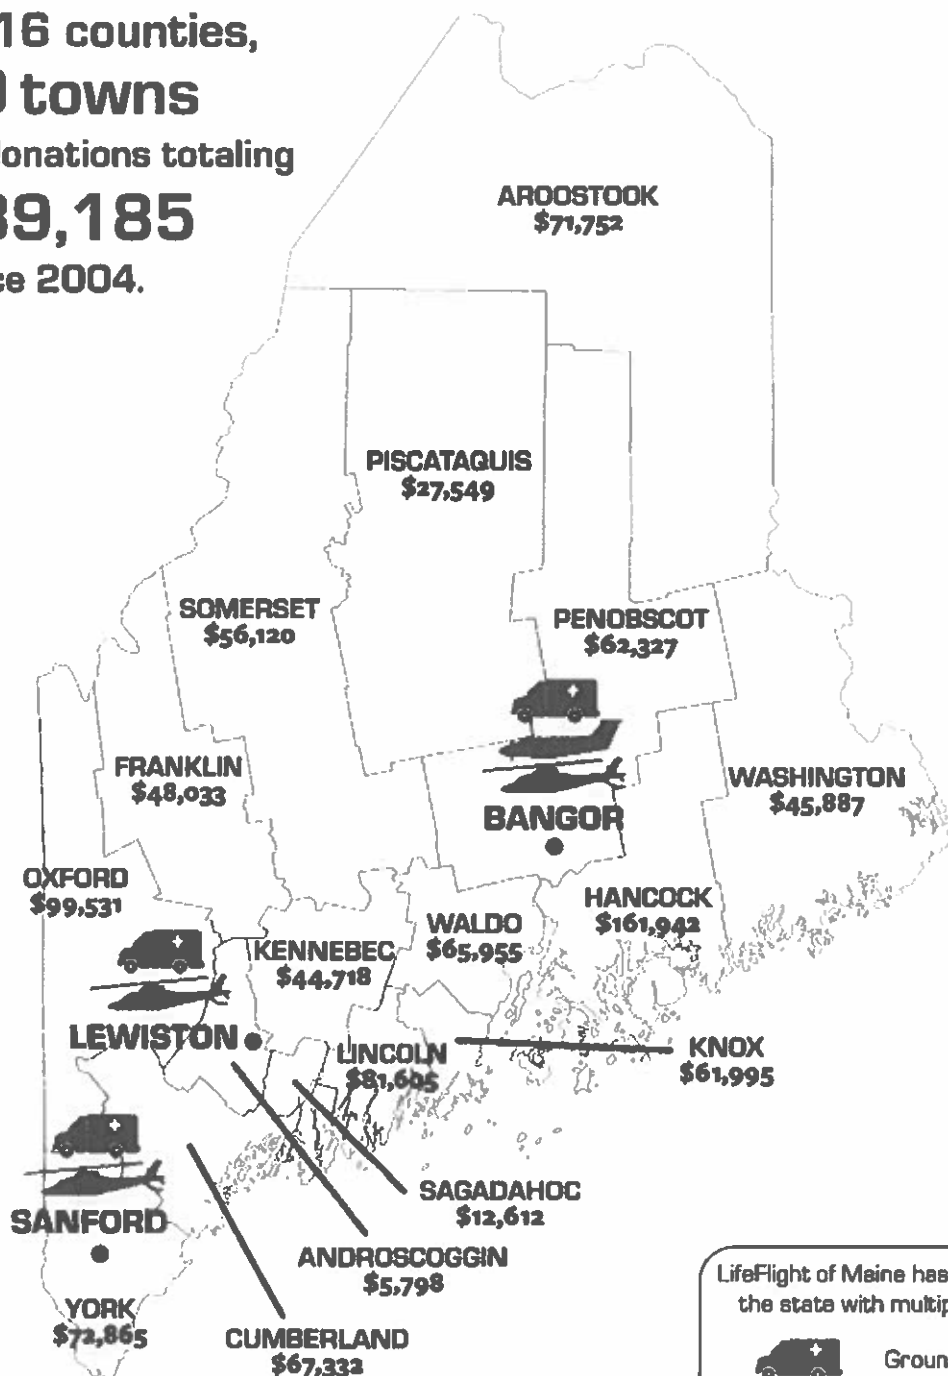 16 counties,
towns
donations totaling
39,185
ce 2004.
AROOSTOOK
$71,752
PISCATAQUIS
$27,549
SOMERSET
$56,120
PENOBSCOT
$62,327
FRANKLIN
$48,033
WASHINGTON
$45,887
BANGOR
OXFORD
$99,531
HANCOCK
$161,942
WALDO
$65,955
KENNEBEC
$44,718
LEWISTON
LINCOLN
$81,605
KNOX
$61,995
SAGADAHOC
$12,612
SANFORD
ANDROSCOGGIN
$5,798
YORK
$72,865
CUMBERLAND
$67,332
LifeFlight of Maine has
the state with multip
Groun